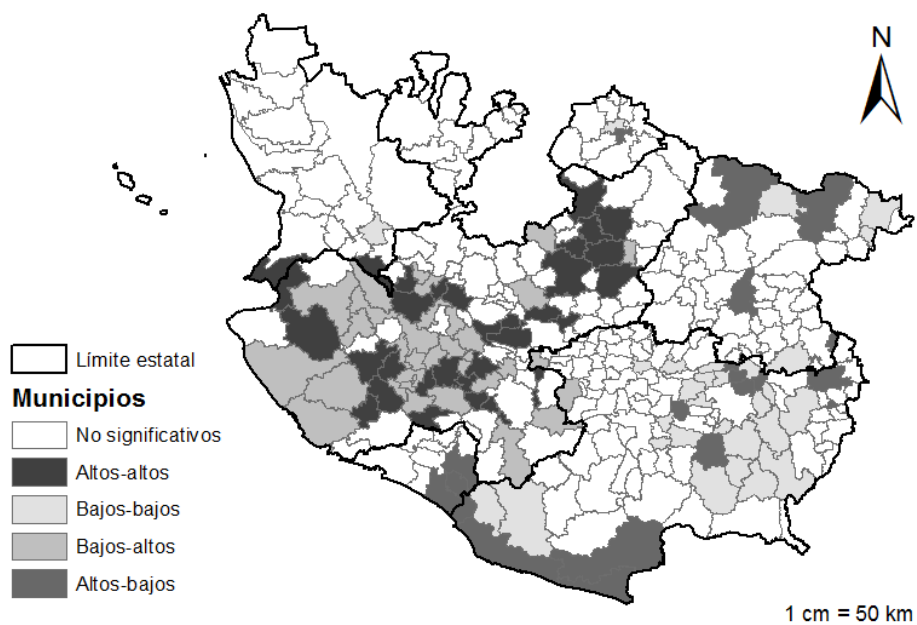 N
Límite estatal
Municipios
No significativos
Altos-altos
Bajos-bajos
Bajos-altos
Altos-bajos
1 cm = 50 km